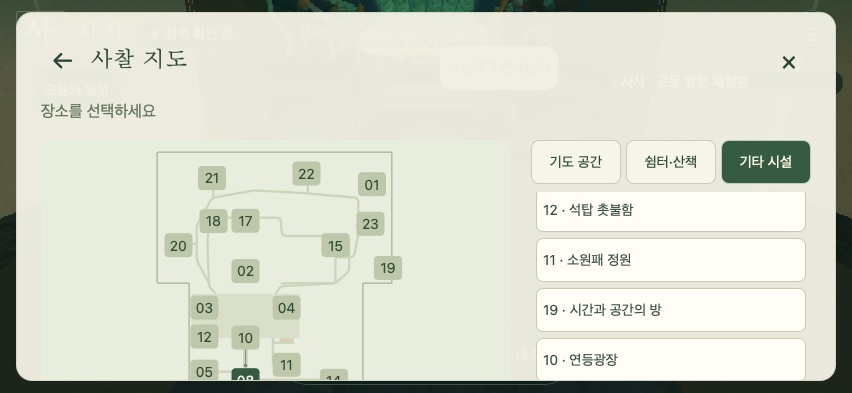 사찰 지도
장소를 선택하세요
기도 공간
쉼터·산책
기타 시설
21
22
01
18
17
23
20
15
02
19
03
04
12
10
05
11
12 · 석탑 촛불함
11 · 소원패 정원
19 · 시간과 공간의 방
10 · 연등광장